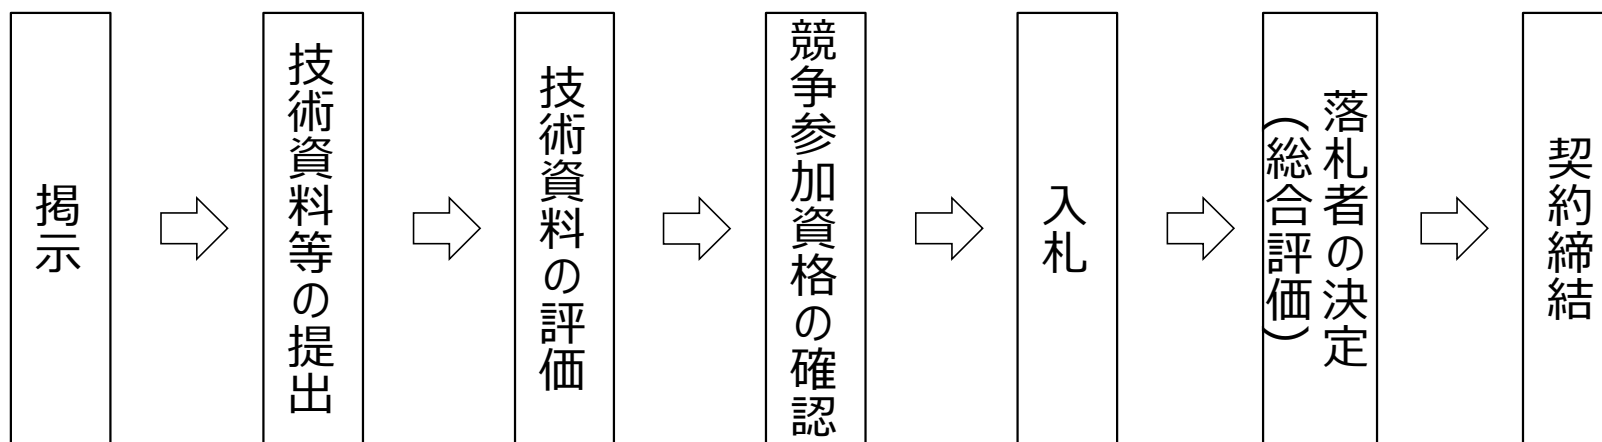 掲示
技術資料等の提出
技術資料の評価
競争参加資格の確認
入札
落札者の決定
(総合評価)
契約締結